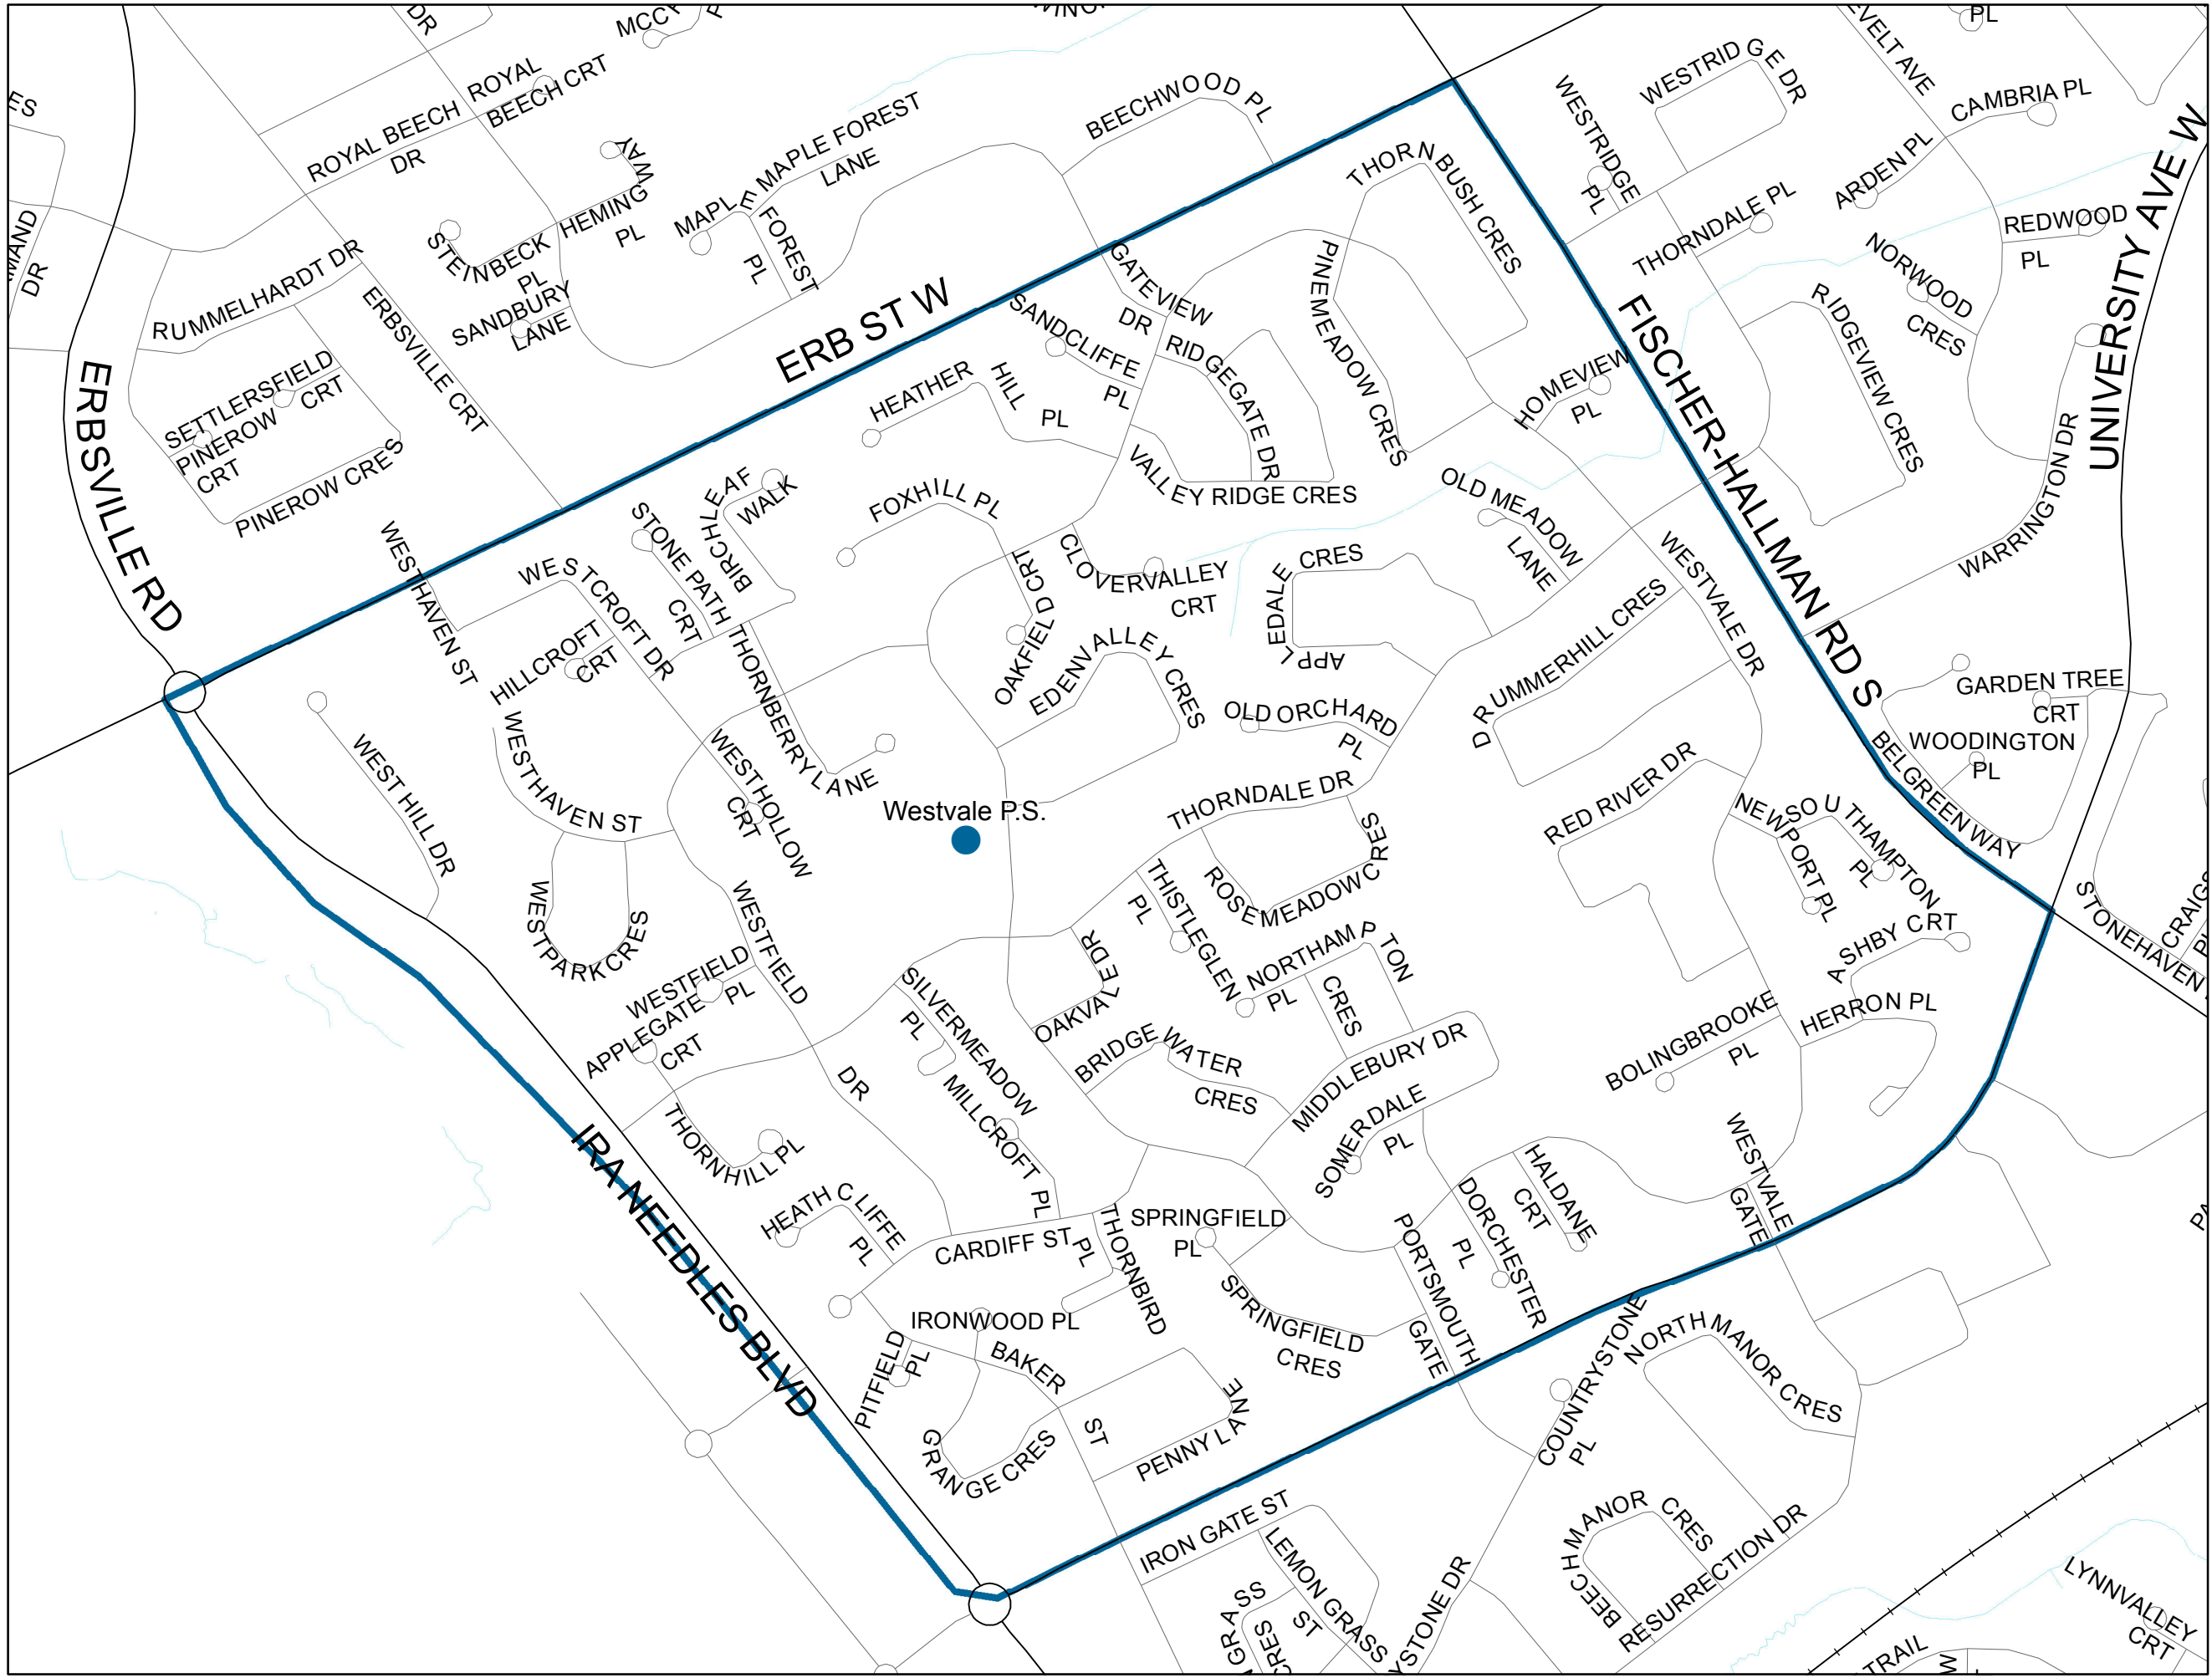 DR
ROYAL BEECH
DR
ROYAL
BEECH CRT
MAPLE FOREST
LANE
BEECHWOOD PL
WESTRIDGE DR
WESTRIDGE
PL
PL
CAMBRIA PL
ARDEN PL
THORNDALE PL
REDWOOD
PL
NORWOOD
CRES
RIDGEVIEW CRES
WARRINGTON DR
UNIVERSITY AVE W
DR
RUMMELHARDT DR
STEINBECK
PL
HEMING
WAY
PL
SANDBURY
LANE
MAPLE FOREST
PL
ERBSVILLE CRT
SETTLERSFIELD
CRT
PINEROW
CRT
PINEROW CRES
ERBSVILLE RD
ERB ST W
FISCHER-HALLMAN RD S
THORNBUSH CRES
GATEVIEW
DR
SANDCLIFFE
PL
RIDGEGATE DR
PINEMEADOW CRES
HOMEVIEW
PL
HEATHER
HILL
PL
VALLEY RIDGE CRES
OLD MEADOW
LANE
BIRCHLEAF
WALK
FOXHILL PL
STONE PATH
CRT
WESTHAVEN ST
WESTCROFT DR
HILLCROFT
CRT
OAKFIELD CRT
CLOVERVALLEY
CRT
APPLEDALE
CRES
EDENVALLEY CRES
WESTVALE DR
DRUMMERHILL CRES
OLD ORCHARD
PL
THORNBERRY LANE
WESTHOLLOW
CRT
WESTHAVEN ST
WEST HILL DR
Westvale P.S.
THORNDALE DR
RED RIVER DR
GARDEN TREE
CRT
WOODINGTON
PL
BELGREEN WAY
NEWPORT PL
SOUTHAMPTON
PL
ASHBY CRT
STONEHAVEN
ROSEMEADOW CRES
THISTLEGLEN
PL
WESTPARK CRES
WESTFIELD
DR
WESTFIELD
PL
APPLEGATE
CRT
SILVERMEADOW
PL
OAKVALE DR
NORTHAMPTON
PL
CRES
BRIDGEWATER
CRES
MIDDLEBURY DR
HERRON PL
BOLINGBROOKE
PL
MILLCROFT
PL
SOMERDALE
PL
THORNHILL PL
IRA NEEDLES BLVD
HEATHCLIFFE
PL
CARDIFF ST
THORNBIRD
PL
SPRINGFIELD
PL
SPRINGFIELD
CRES
PORTSMOUTH
GATE
DORCHESTER
PL
HALDANE
CRT
WESTVALE
GATE
IRONWOOD PL
PITFIELD
PL
BAKER
ST
GRANGE CRES
PENNY LANE
COUNTRYSTONE
PL
NORTH MANOR CRES
IRON GATE ST
LEMON GRASS
ST
CRES
BEECH MANOR
CRES
RESURRECTION DR
LYNNVALLEY
CRT
TRAIL